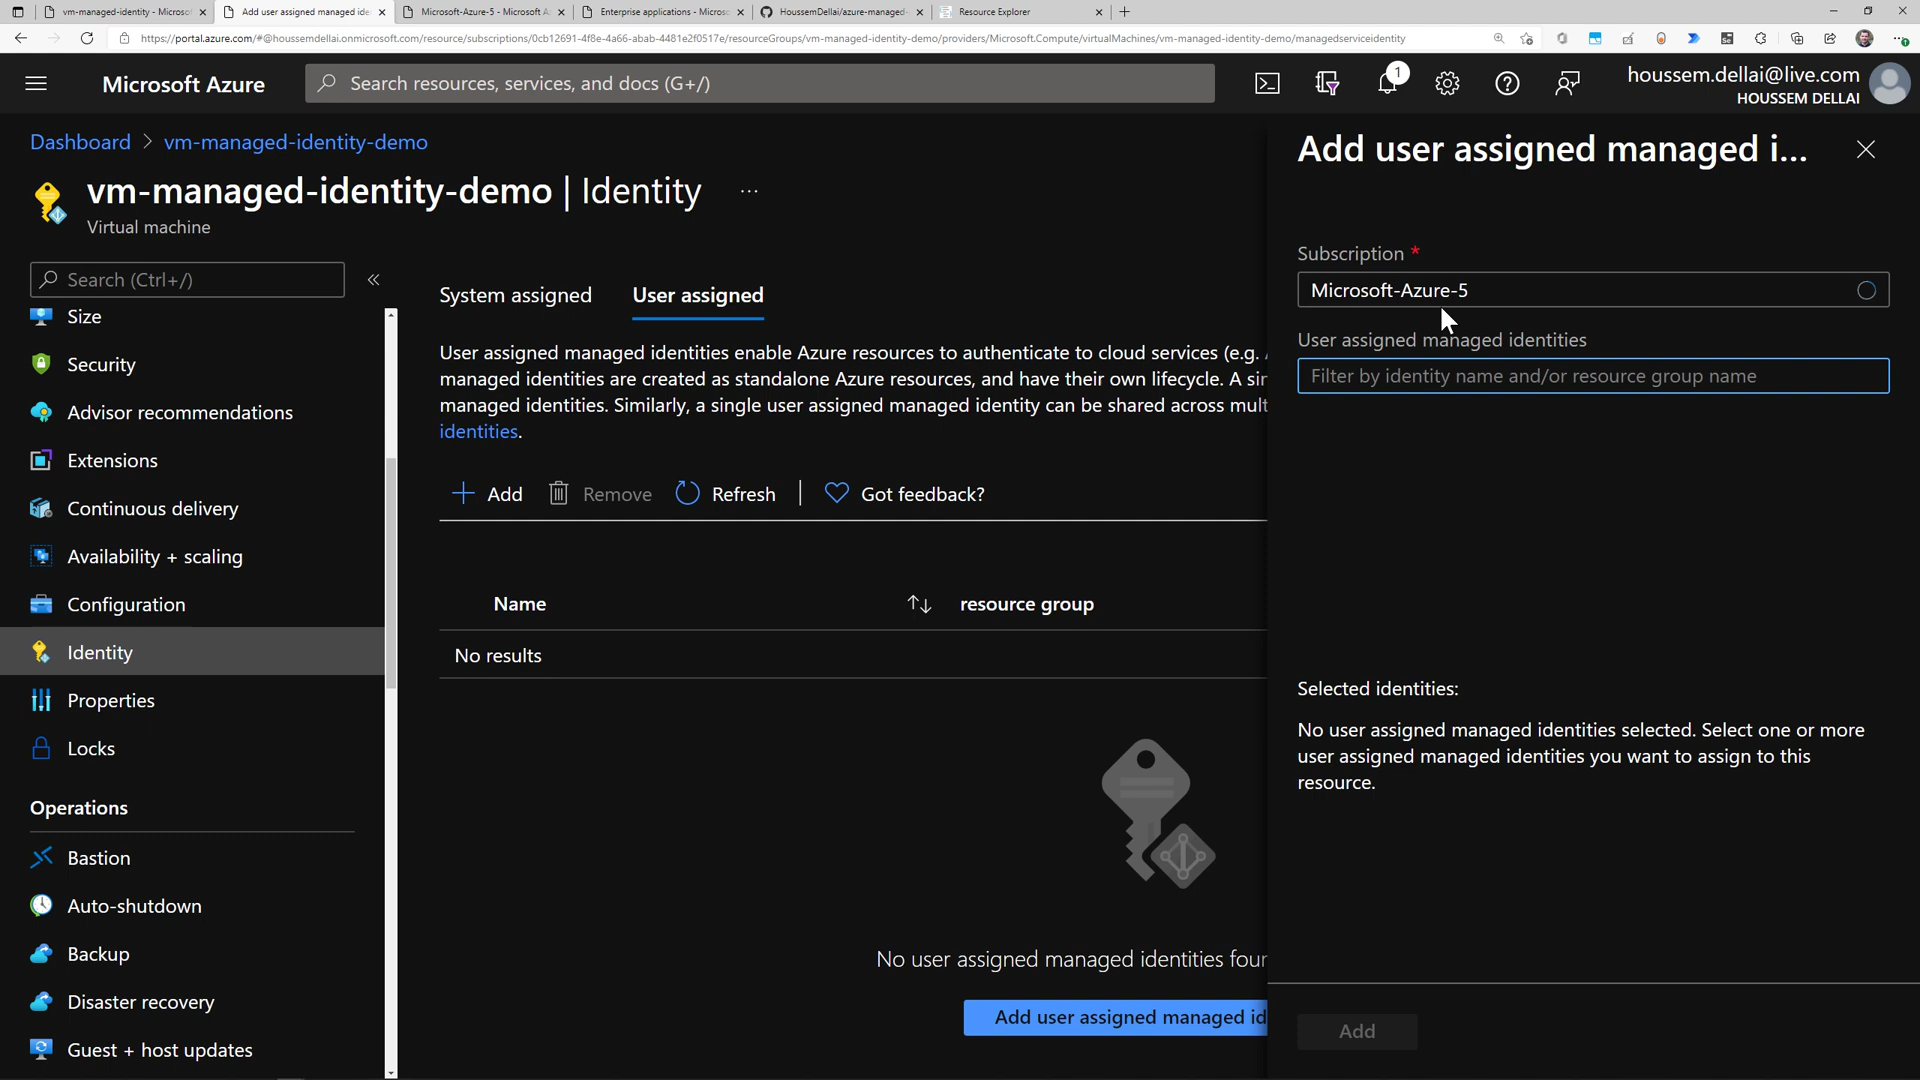 vm-managed-identity - Microsof
Add user assigned managed ide
Microsoft-Azure-5 - Microsoft A
Enterprise applications - Micros
HoussemDellai/azure-managed-
Resource Explorer
https://portal.azure.com/#@houssemdellai.onmicrosoft.com/resource/subscriptions/0cb12691-4f8e-4a66-abab-4481e2f0517e/resourceGroups/vm-managed-identity-demo/providers/Microsoft.Compute/virtualMachines/vm-managed-identity-demo/managedserviceidentity
Microsoft Azure
Search resources, services, and docs (G+/)
1
houssem.dellai@live.com
HOUSSEM DELLAI
Dashboard > vm-managed-identity-demo
vm-managed-identity-demo | Identity ...
Virtual machine
Search (Ctrl+/)
«
Size
Security
Advisor recommendations
Extensions
Continuous delivery
Availability + scaling
Configuration
Identity
Properties
Locks
Operations
Bastion
Auto-shutdown
Backup
Disaster recovery
Guest + host updates
System assigned
User assigned
User assigned managed identities enable Azure resources to authenticate to cloud services (e.g.
managed identities are created as standalone Azure resources, and have their own lifecycle. A sin
managed identities. Similarly, a single user assigned managed identity can be shared across mult
identities.
Add
Remove
Refresh
Got feedback?
Name
resource group
No results
No user assigned managed identities foun
Add user assigned managed id
Add user assigned managed i...
Subscription *
Microsoft-Azure-5
User assigned managed identities
Filter by identity name and/or resource group name
Selected identities:
No user assigned managed identities selected. Select one or more
user assigned managed identities you want to assign to this
resource.
Add